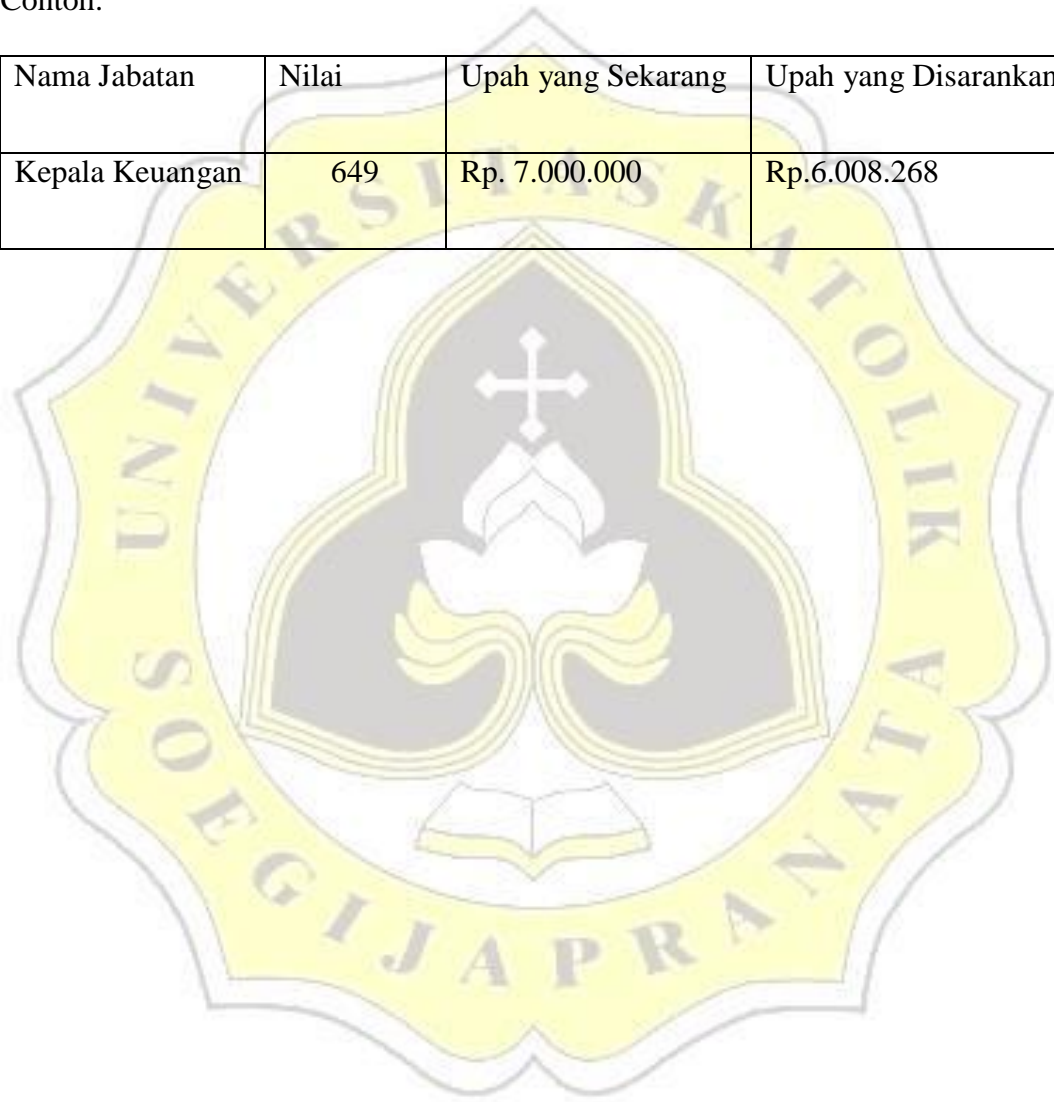 Contoh:
Nama Jabatan Nilai Upah yang Sekarang Upah yang Disarankan
Kepala Keuangan 649 Rp. 7.000.000 Rp.6.008.268
UNIVERSITAS KATOLIK
SOEGIJAPRANATA